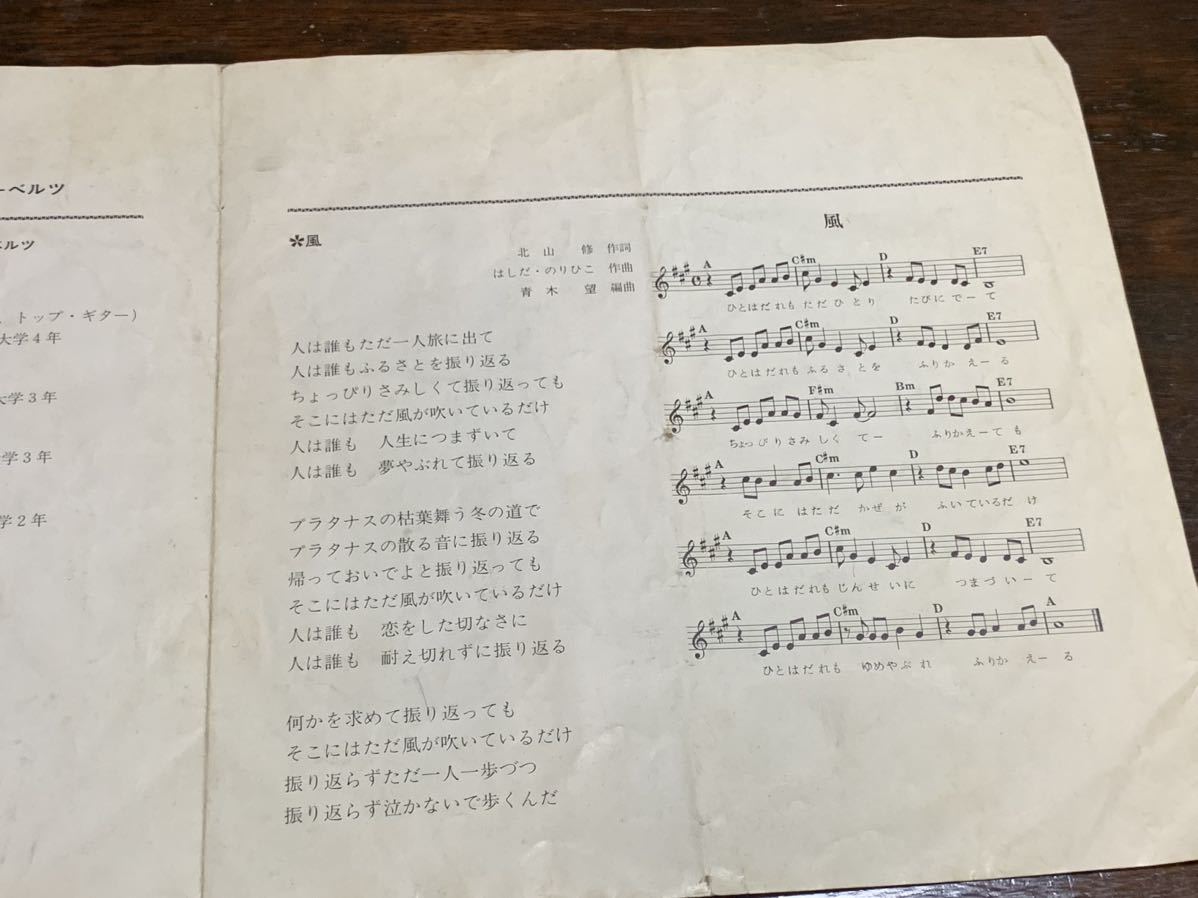 ーベルツ
ベルツ
、トップ・ギター）
大学4年
大学3年
学3年
学2年
✲風
北山 修 作詞
はしだ・のりひこ 作曲
青木 望 編曲
人は誰もただ一人旅に出て
人は誰もふるさとを振り返る
ちょっぴりさみしくて振り返っても
そこにはただ風が吹いているだけ
人は誰も 人生につまずいて
人は誰も 夢やぶれて振り返る
プラタナスの枯葉舞う冬の道で
プラタナスの散る音に振り返る
帰っておいでよと振り返っても
そこにはただ風が吹いているだけ
人は誰も 恋をした切なさに
人は誰も 耐え切れずに振り返る
何かを求めて振り返っても
そこにはただ風が吹いているだけ
振り返らずただ一人一歩づつ
振り返らず泣かないで歩くんだ
風
A C#m D E7
ひとはだれも ただひとり たびにでーて
A C#m D E7
ひとはだれも ふるさとを ふりかえーる
A F#m Bm E7
ちょっぴりさみしくてー ふりかえーても
A C#m D E7
そこにはただ かぜが ふいているだけ
A C#m D E7
ひとはだれも じんせいに つまづいーて
A C#m D A
ひとはだれも ゆめやぶれ ふりかえーる